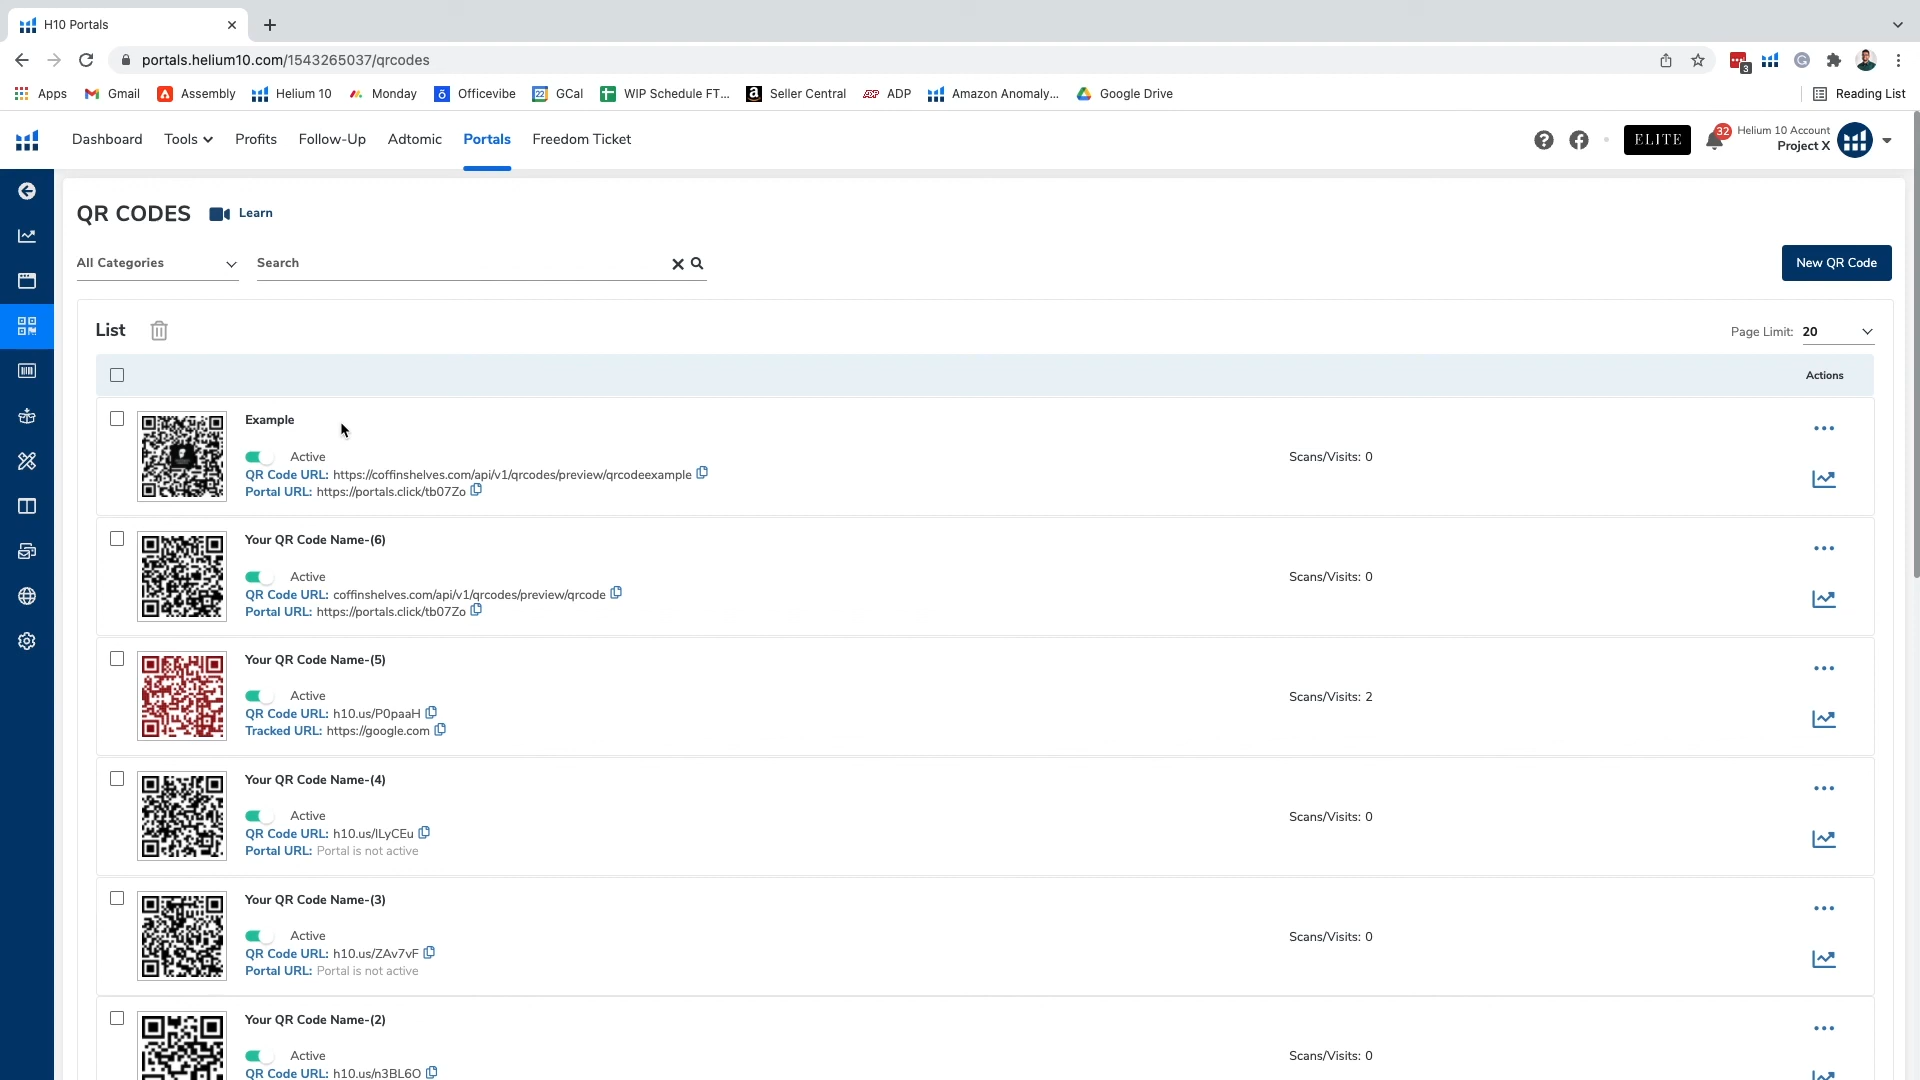 H10 Portals
portals.helium10.com/1543265037/qrcodes
3
Apps Gmail Assembly Helium 10 Monday Officevibe 22 GCal WIP Schedule FT... Seller Central ADP Amazon Anomaly... Google Drive Reading List
Dashboard Tools Profits Follow-Up Adtomic Portals Freedom Ticket ELITE 32 Helium 10 Account
Project X
QR CODES Learn
All Categories Search New QR Code
List Page Limit: 20
Actions
Example
Active Scans/Visits: 0
QR Code URL: https://coffinshelves.com/api/v1/qrcodes/preview/qrcodeexample
Portal URL: https://portals.click/tb07Zo
Your QR Code Name-(6)
Active Scans/Visits: 0
QR Code URL: coffinshelves.com/api/v1/qrcodes/preview/qrcode
Portal URL: https://portals.click/tb07Zo
Your QR Code Name-(5)
Active Scans/Visits: 2
QR Code URL: h10.us/P0paaH
Tracked URL: https://google.com
Your QR Code Name-(4)
Active Scans/Visits: 0
QR Code URL: h10.us/lLyCEu
Portal URL: Portal is not active
Your QR Code Name-(3)
Active Scans/Visits: 0
QR Code URL: h10.us/ZAv7vF
Portal URL: Portal is not active
Your QR Code Name-(2)
Active Scans/Visits: 0
QR Code URL: h10.us/n3BL6O